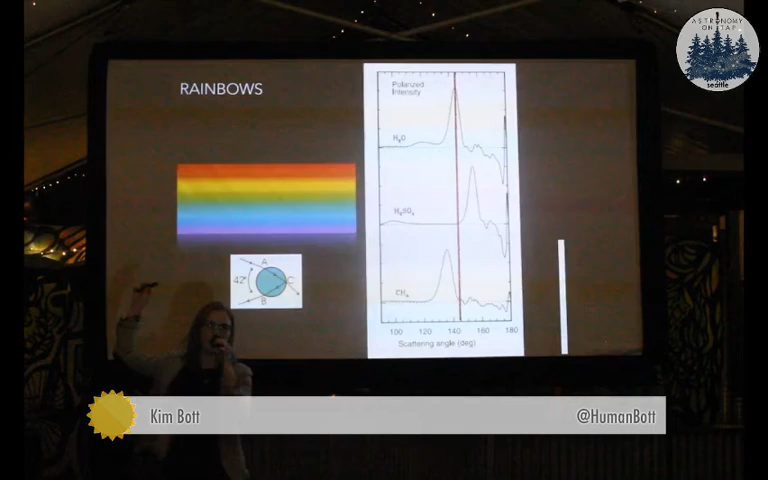 ASTRONOMY
ON TAP
seattle
RAINBOWS
Polarized
Intensity
H₂O
H₂SO₄
CH₄
A
42°
C
B
100 120 140 160 180
Scattering angle (deg)
Kim Bott
@HumanBott